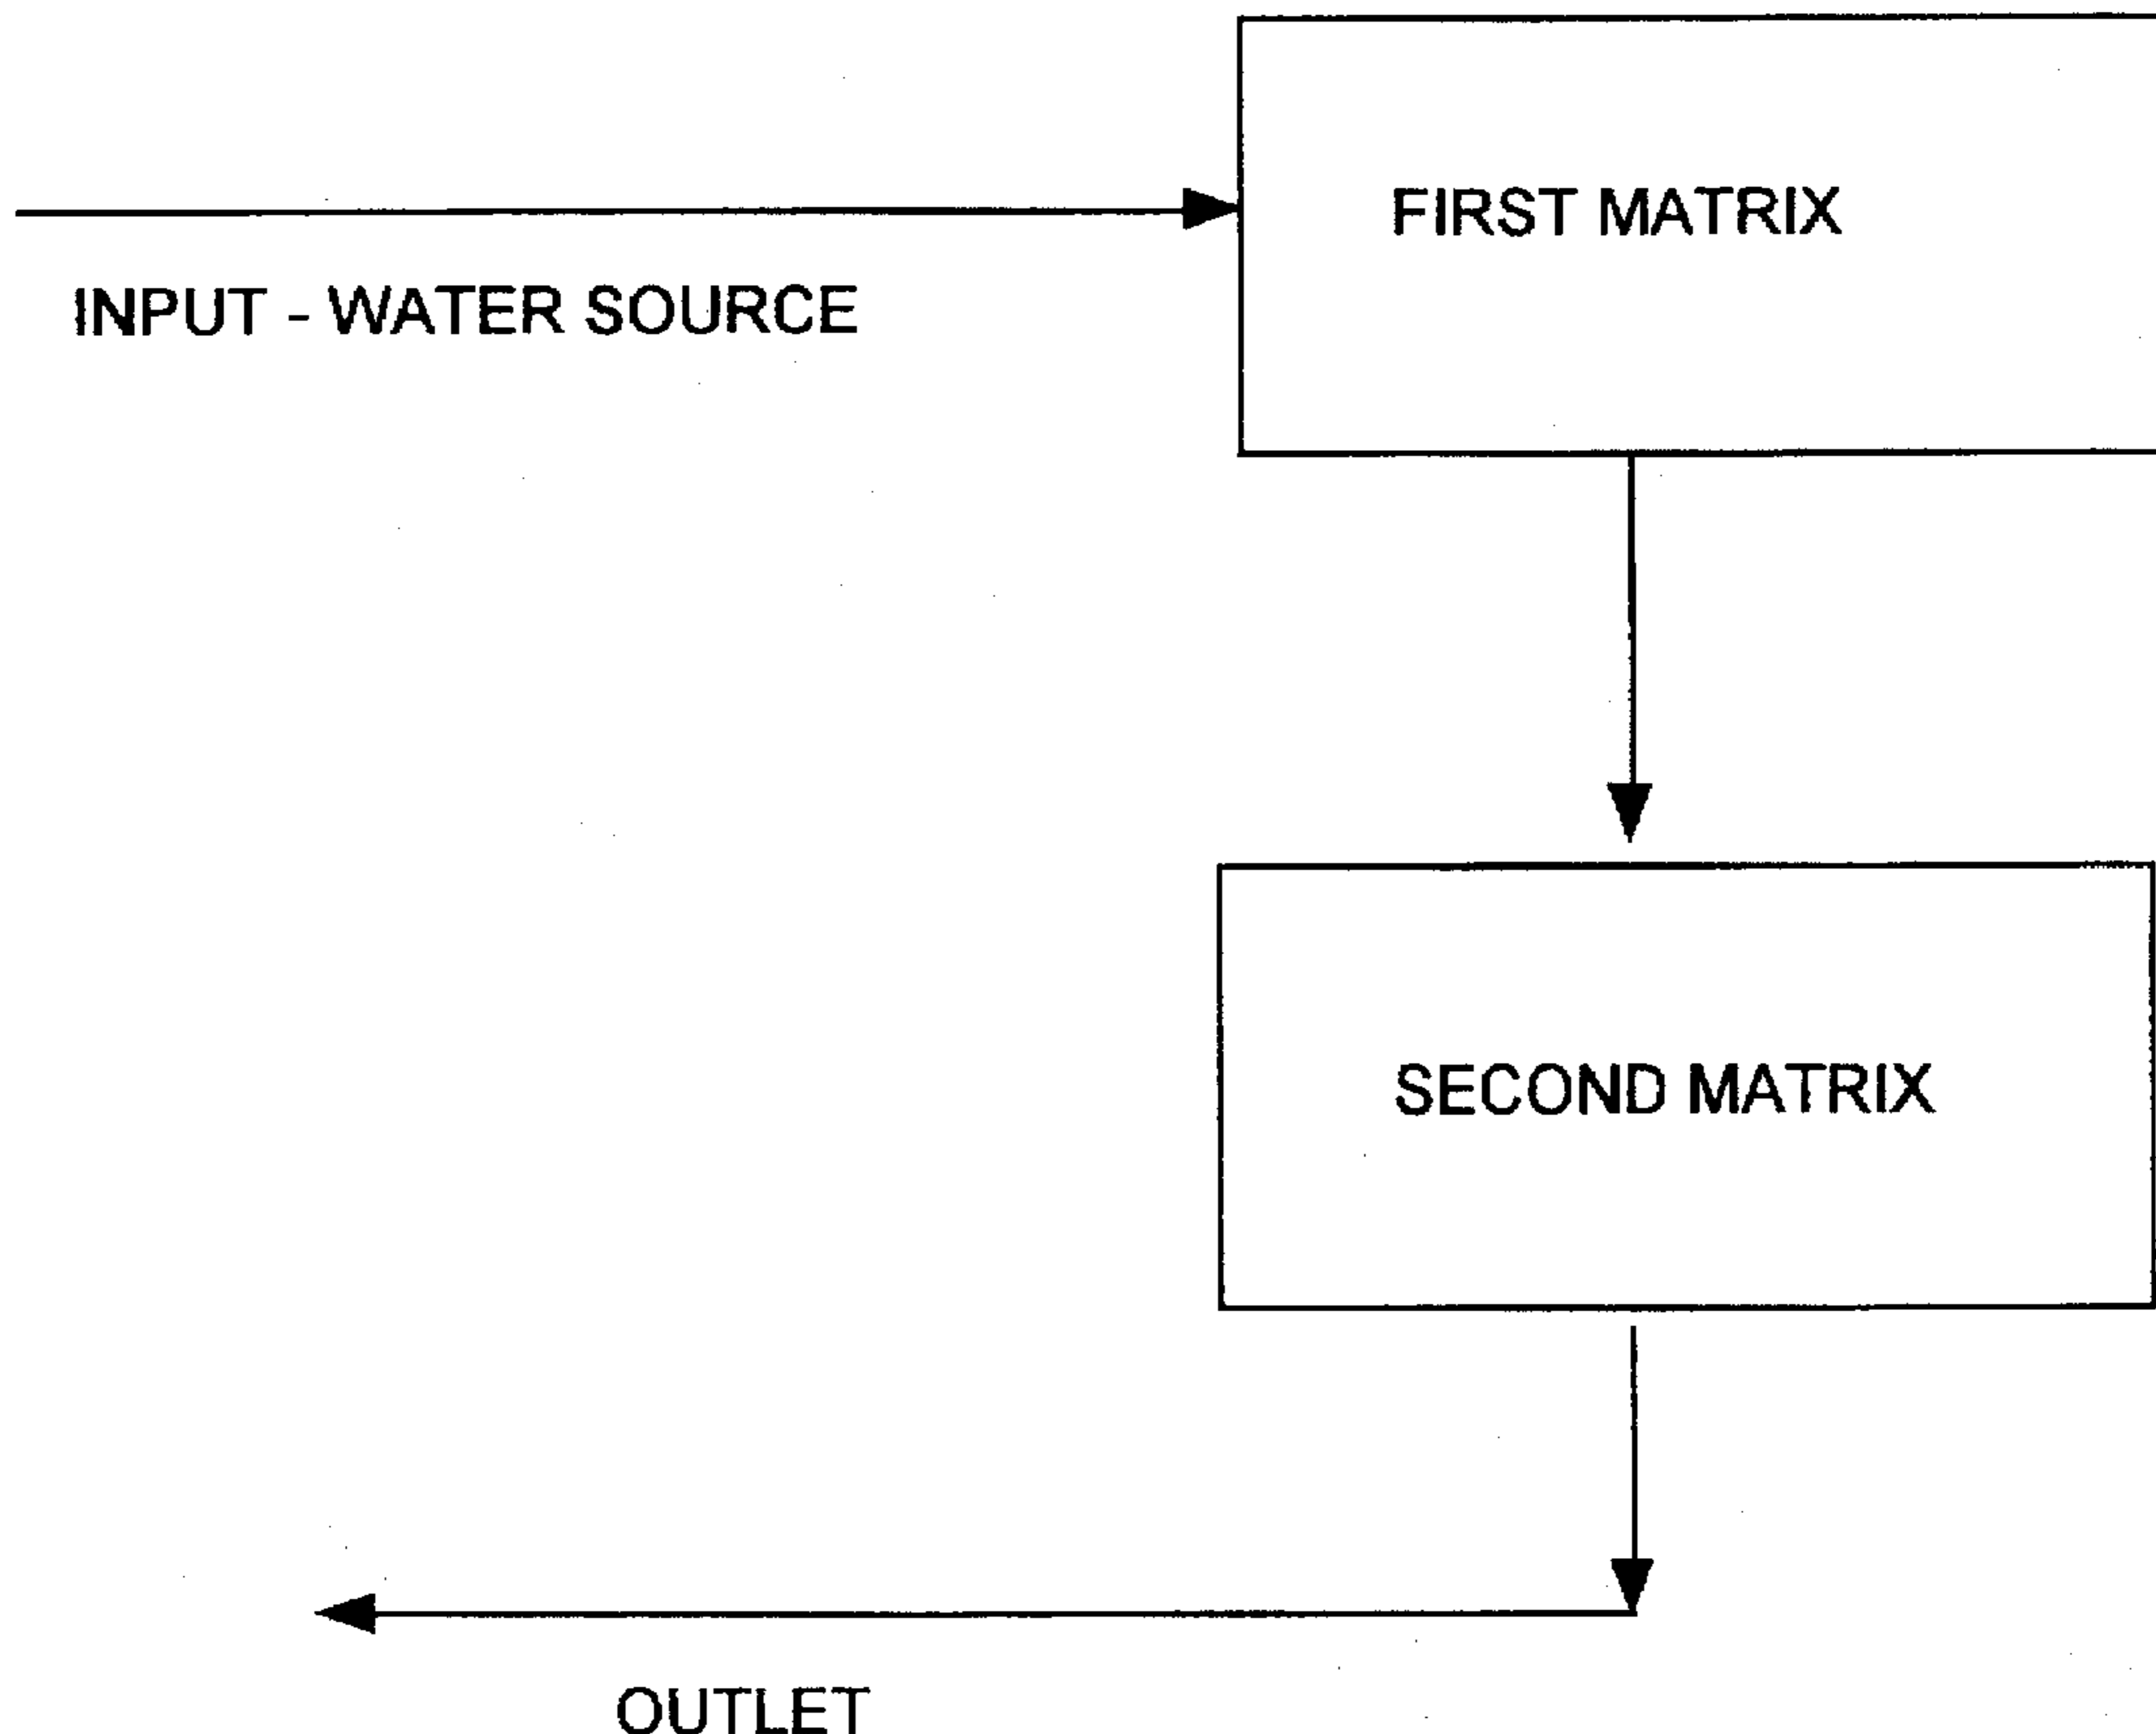 FIRST MATRIX
INPUT - WATER SOURCE
SECOND MATRIX
OUTLET